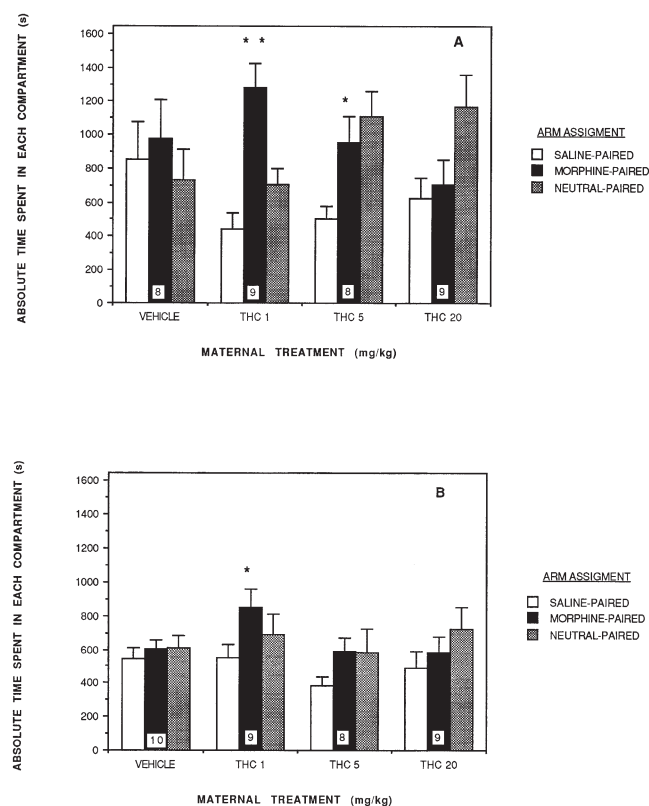 ABSOLUTE TIME SPENT IN EACH COMPARTMENT (s)
1600
1400
1200
1000
800
600
400
200
0
* *
*
A
8
9
8
9
VEHICLE
THC 1
THC 5
THC 20
MATERNAL TREATMENT (mg/kg)
ARM ASSIGMENT
SALINE-PAIRED
MORPHINE-PAIRED
NEUTRAL-PAIRED
ABSOLUTE TIME SPENT IN EACH COMPARTMENT (s)
1600
1400
1200
1000
800
600
400
200
0
*
B
10
9
8
9
VEHICLE
THC 1
THC 5
THC 20
MATERNAL TREATMENT (mg/kg)
ARM ASSIGMENT
SALINE-PAIRED
MORPHINE-PAIRED
NEUTRAL-PAIRED